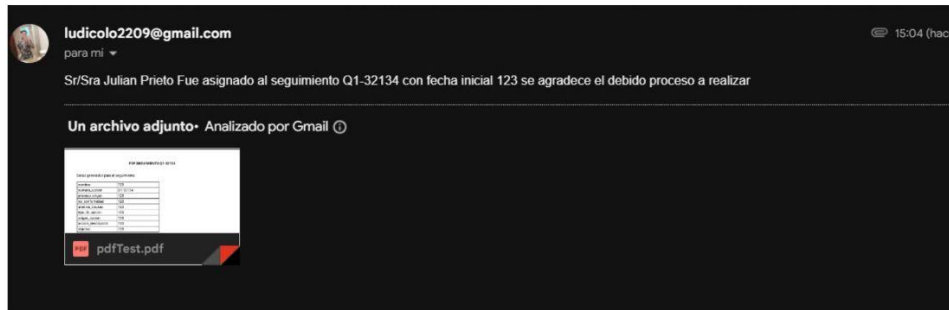 ludicolo2209@gmail.com
15:04 (hac
para mí
Sr/Sra Julian Prieto Fue asignado al seguimiento Q1-32134 con fecha inicial 123 se agradece el debido proceso a realizar
Un archivo adjunto• Analizado por Gmail
PDF pdfTest.pdf